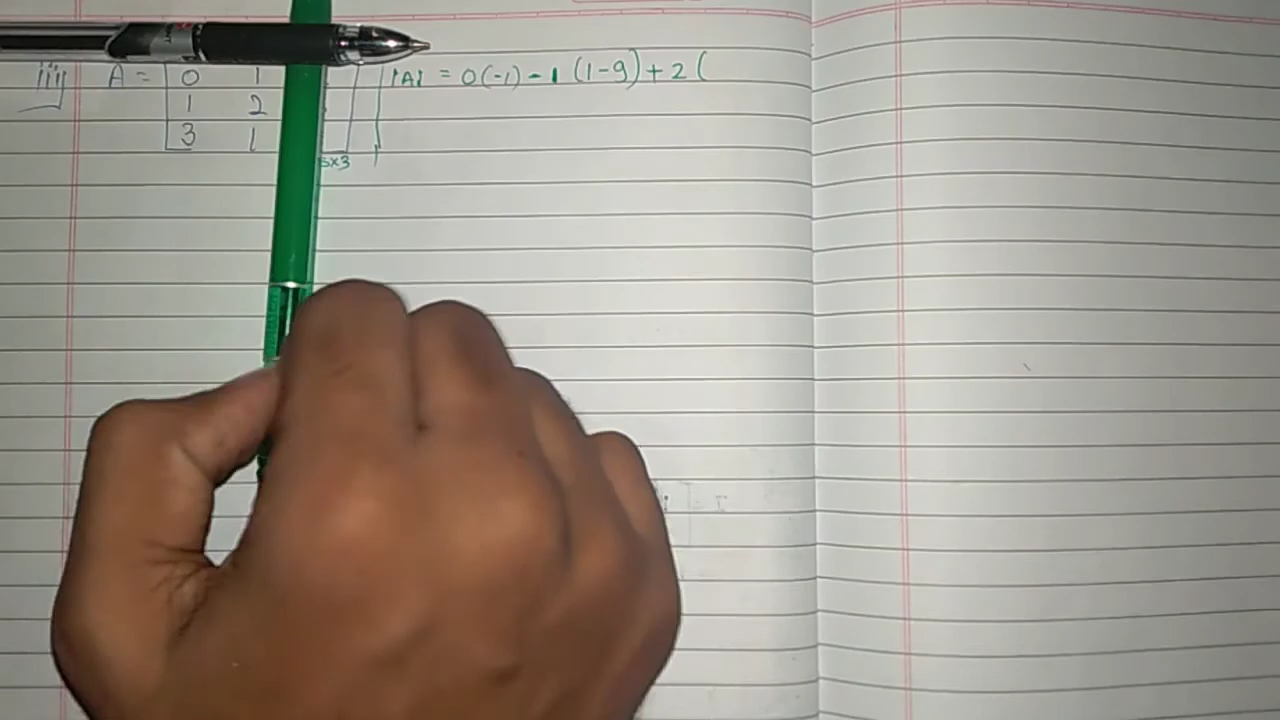 iii) A = 0 1 |A| = 0(-1) - 1 (1-9) + 2 (
1 2
3 1
3x3